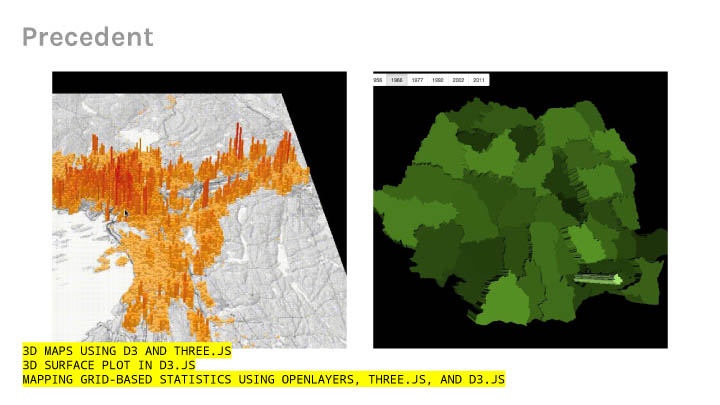 Precedent
956 1966 1977 1992 2002 2011
3D MAPS USING D3 AND THREE.JS
3D SURFACE PLOT IN D3.JS
MAPPING GRID-BASED STATISTICS USING OPENLAYERS, THREE.JS, AND D3.JS